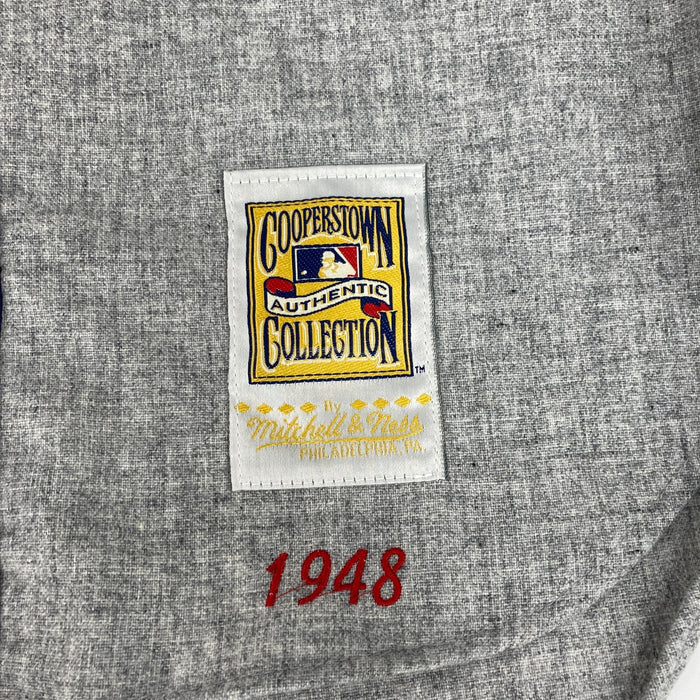 COOPERSTOWN
AUTHENTIC
COLLECTION
TM
By
Mitchell & Ness
PHILADELPHIA, PA.
1948